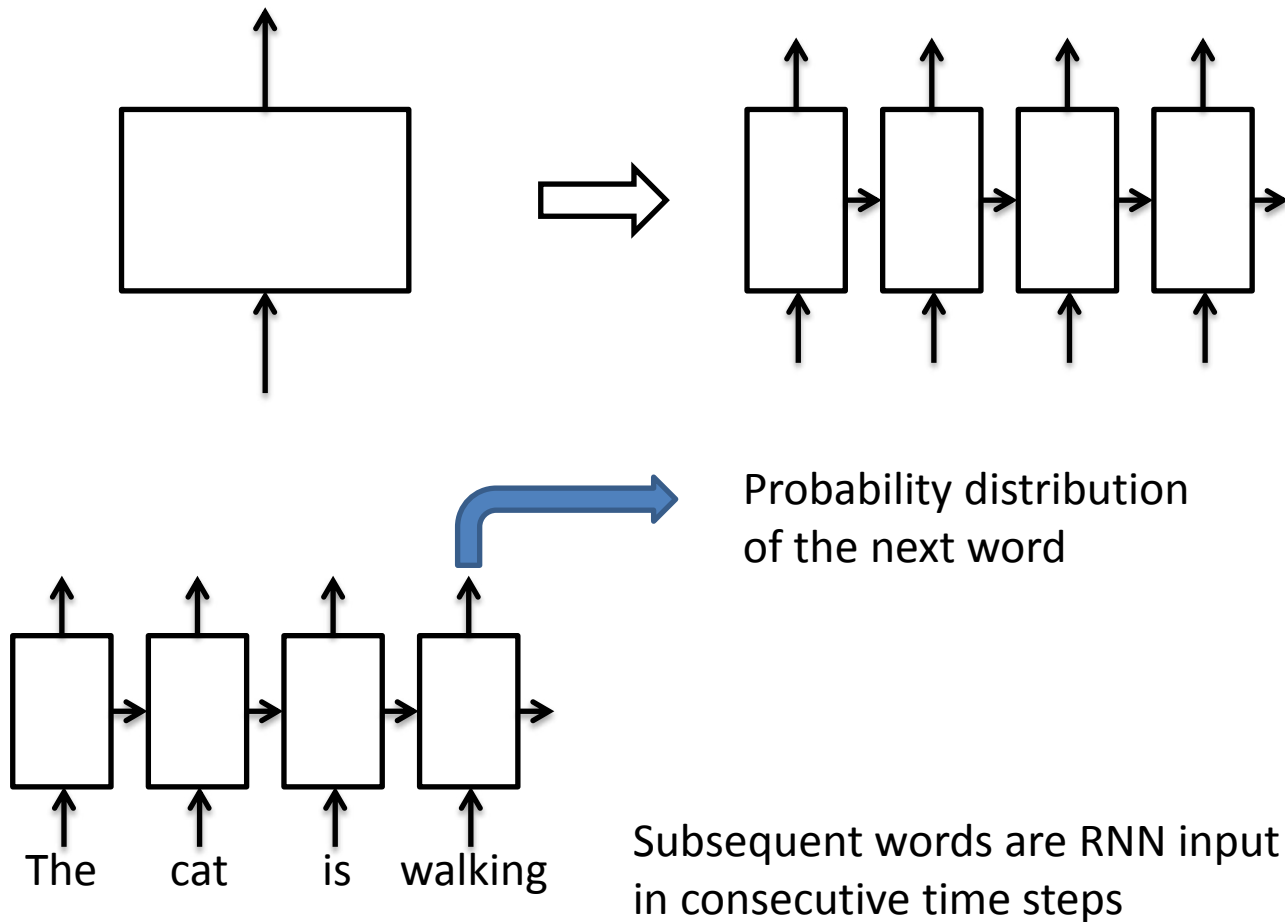 Probability distribution
of the next word
The cat is walking
Subsequent words are RNN input
in consecutive time steps